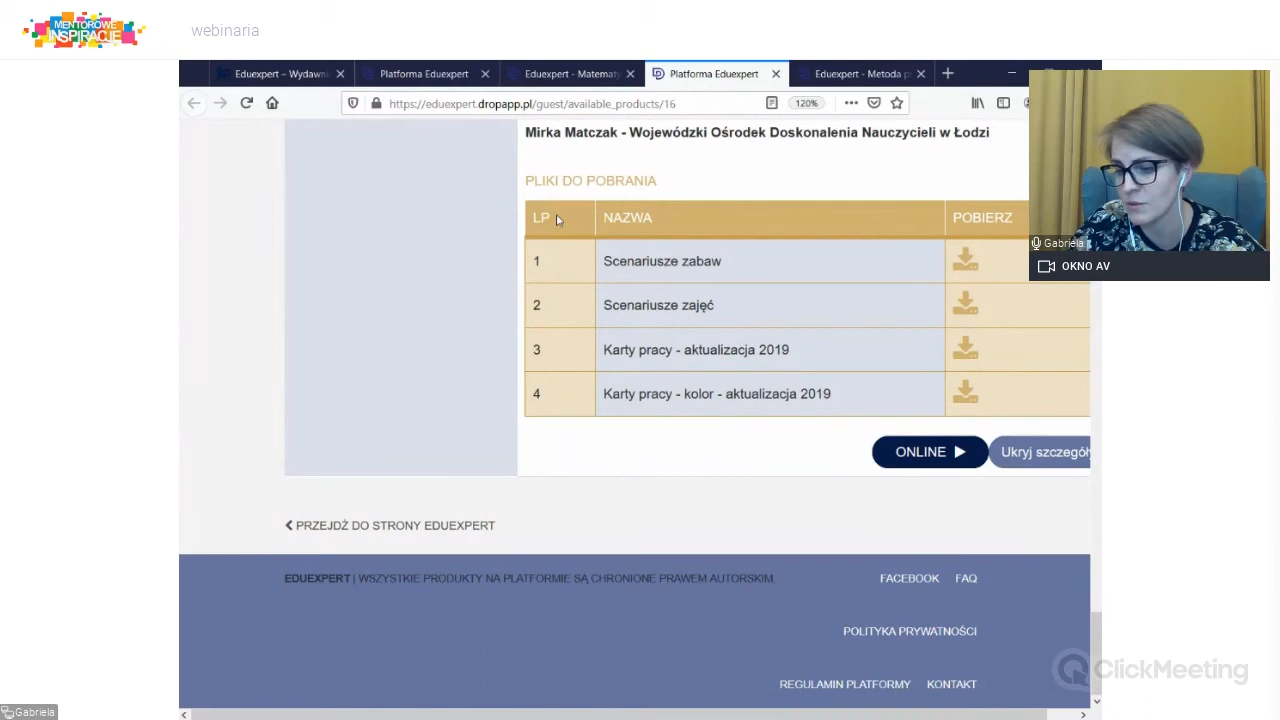 MENTOROWE
INSPIRACJE
webinaria
Eduexpert – Wydawni
Platforma Eduexpert
Eduexpert - Matematy
Platforma Eduexpert
Eduexpert - Metoda p
https://eduexpert.dropapp.pl/guest/available_products/16
120%
Mirka Matczak - Wojewódzki Ośrodek Doskonalenia Nauczycieli w Łodzi
PLIKI DO POBRANIA
LP NAZWA POBIERZ
1 Scenariusze zabaw
2 Scenariusze zajęć
3 Karty pracy - aktualizacja 2019
4 Karty pracy - kolor - aktualizacja 2019
ONLINE
Ukryj szczegóły
Gabriela
OKNO AV
PRZEJDŹ DO STRONY EDUEXPERT
EDUEXPERT | WSZYSTKIE PRODUKTY NA PLATFORMIE SĄ CHRONIONE PRAWEM AUTORSKIM.
FACEBOOK FAQ
POLITYKA PRYWATNOŚCI
REGULAMIN PLATFORMY KONTAKT
ClickMeeting
Gabriela